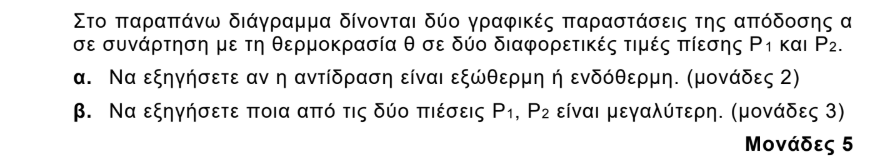 Στο παραπάνω διάγραμμα δίνονται δύο γραφικές παραστάσεις της απόδοσης α
σε συνάρτηση με τη θερμοκρασία θ σε δύο διαφορετικές τιμές πίεσης P₁ και P₂.
α. Να εξηγήσετε αν η αντίδραση είναι εξώθερμη ή ενδόθερμη. (μονάδες 2)
β. Να εξηγήσετε ποια από τις δύο πιέσεις P₁, P₂ είναι μεγαλύτερη. (μονάδες 3)
Μονάδες 5